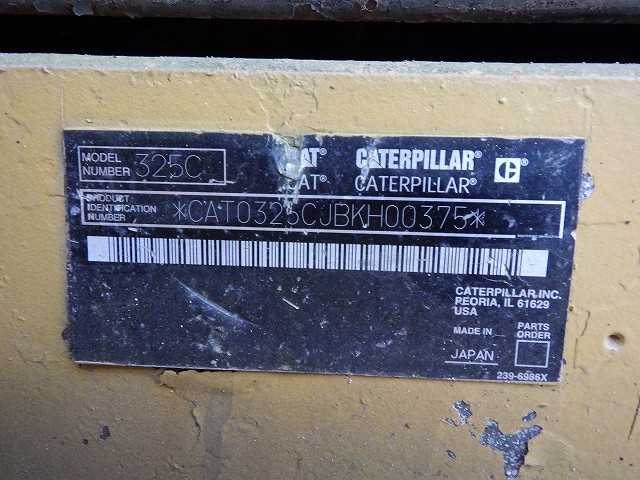 MODEL NUMBER 325C
CAT® CATERPILLAR® C
CAT® CATERPILLAR®
PRODUCT IDENTIFICATION NUMBER *CAT0325CJBKH00375*
CATERPILLAR INC.
PEORIA, IL 61629
USA
MADE IN
JAPAN
PARTS ORDER
239-6986X